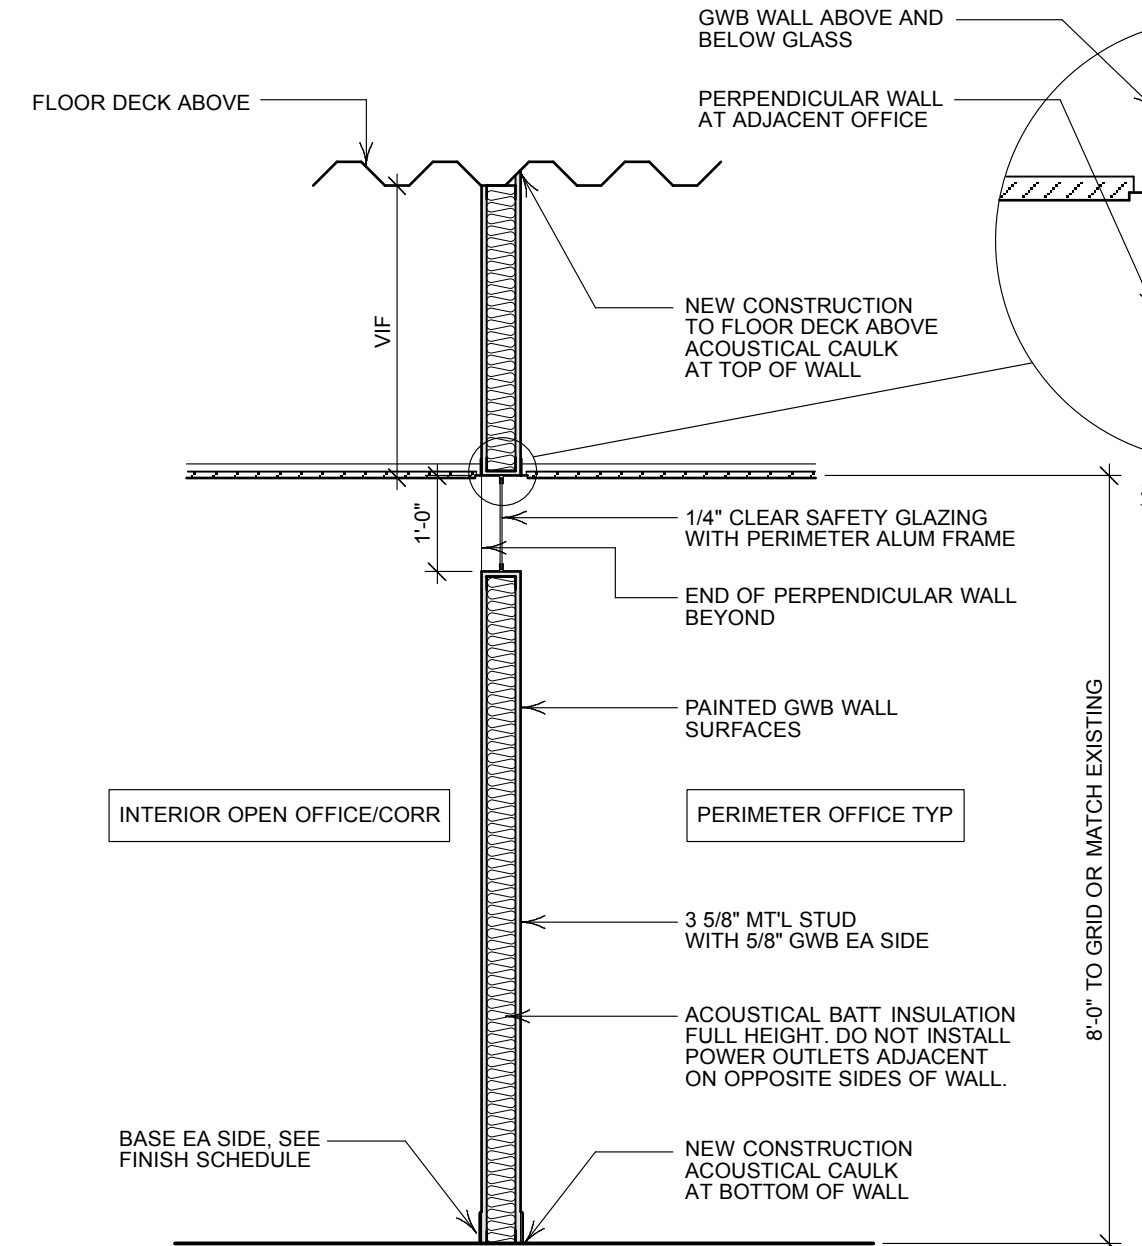 GWB WALL ABOVE AND
BELOW GLASS
FLOOR DECK ABOVE
PERPENDICULAR WALL
AT ADJACENT OFFICE
VIF
NEW CONSTRUCTION
TO FLOOR DECK ABOVE
ACOUSTICAL CAULK
AT TOP OF WALL
1'-0"
1/4" CLEAR SAFETY GLAZING
WITH PERIMETER ALUM FRAME
END OF PERPENDICULAR WALL
BEYOND
PAINTED GWB WALL
SURFACES
INTERIOR OPEN OFFICE/CORR
PERIMETER OFFICE TYP
8'-0" TO GRID OR MATCH EXISTING
3 5/8" MT'L STUD
WITH 5/8" GWB EA SIDE
ACOUSTICAL BATT INSULATION
FULL HEIGHT. DO NOT INSTALL
POWER OUTLETS ADJACENT
ON OPPOSITE SIDES OF WALL.
BASE EA SIDE, SEE
FINISH SCHEDULE
NEW CONSTRUCTION
ACOUSTICAL CAULK
AT BOTTOM OF WALL